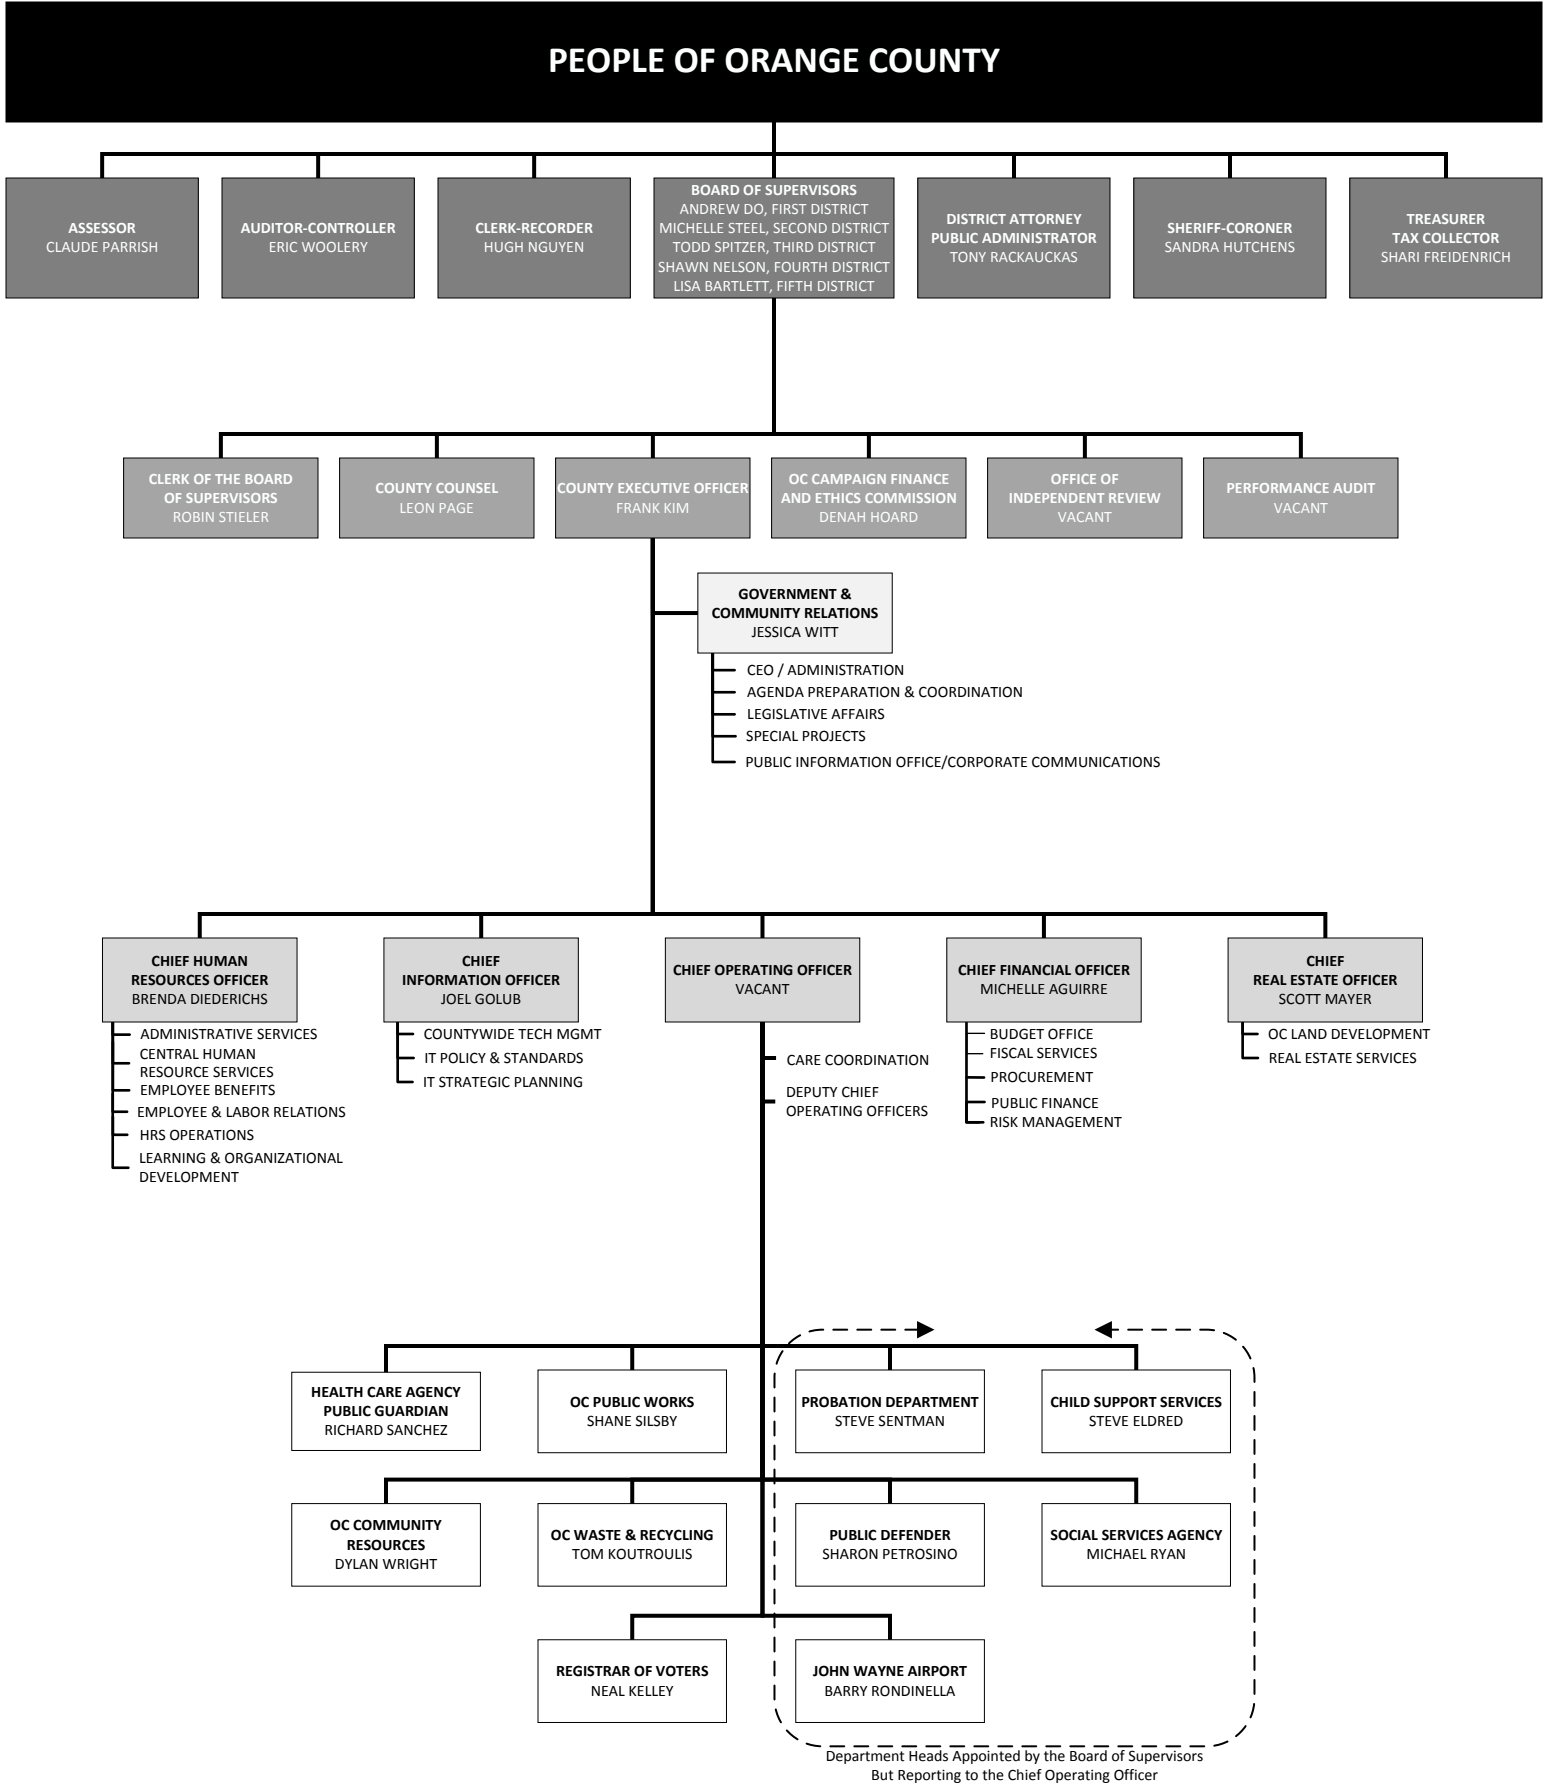 PEOPLE OF ORANGE COUNTY
ASSESSOR
CLAUDE PARRISH
AUDITOR-CONTROLLER
ERIC WOOLERY
CLERK-RECORDER
HUGH NGUYEN
BOARD OF SUPERVISORS
ANDREW DO, FIRST DISTRICT
MICHELLE STEEL, SECOND DISTRICT
TODD SPITZER, THIRD DISTRICT
SHAWN NELSON, FOURTH DISTRICT
LISA BARTLETT, FIFTH DISTRICT
DISTRICT ATTORNEY
PUBLIC ADMINISTRATOR
TONY RACKAUCKAS
SHERIFF-CORONER
SANDRA HUTCHENS
TREASURER
TAX COLLECTOR
SHARI FREIDENRICH
CLERK OF THE BOARD
OF SUPERVISORS
ROBIN STIELER
COUNTY COUNSEL
LEON PAGE
COUNTY EXECUTIVE OFFICER
FRANK KIM
OC CAMPAIGN FINANCE
AND ETHICS COMMISSION
DENAH HOARD
OFFICE OF
INDEPENDENT REVIEW
VACANT
PERFORMANCE AUDIT
VACANT
GOVERNMENT &
COMMUNITY RELATIONS
JESSICA WITT
CEO / ADMINISTRATION
AGENDA PREPARATION & COORDINATION
LEGISLATIVE AFFAIRS
SPECIAL PROJECTS
PUBLIC INFORMATION OFFICE/CORPORATE COMMUNICATIONS
CHIEF HUMAN
RESOURCES OFFICER
BRENDA DIEDERICHS
ADMINISTRATIVE SERVICES
CENTRAL HUMAN
RESOURCE SERVICES
EMPLOYEE BENEFITS
EMPLOYEE & LABOR RELATIONS
HRS OPERATIONS
LEARNING & ORGANIZATIONAL
DEVELOPMENT
CHIEF
INFORMATION OFFICER
JOEL GOLUB
COUNTYWIDE TECH MGMT
IT POLICY & STANDARDS
IT STRATEGIC PLANNING
CHIEF OPERATING OFFICER
VACANT
CARE COORDINATION
DEPUTY CHIEF
OPERATING OFFICERS
CHIEF FINANCIAL OFFICER
MICHELLE AGUIRRE
BUDGET OFFICE
FISCAL SERVICES
PROCUREMENT
PUBLIC FINANCE
RISK MANAGEMENT
CHIEF
REAL ESTATE OFFICER
SCOTT MAYER
OC LAND DEVELOPMENT
REAL ESTATE SERVICES
HEALTH CARE AGENCY
PUBLIC GUARDIAN
RICHARD SANCHEZ
OC PUBLIC WORKS
SHANE SILSBY
PROBATION DEPARTMENT
STEVE SENTMAN
CHILD SUPPORT SERVICES
STEVE ELDRED
OC COMMUNITY
RESOURCES
DYLAN WRIGHT
OC WASTE & RECYCLING
TOM KOUTROULIS
PUBLIC DEFENDER
SHARON PETROSINO
SOCIAL SERVICES AGENCY
MICHAEL RYAN
REGISTRAR OF VOTERS
NEAL KELLEY
JOHN WAYNE AIRPORT
BARRY RONDINELLA
Department Heads Appointed by the Board of Supervisors
But Reporting to the Chief Operating Officer